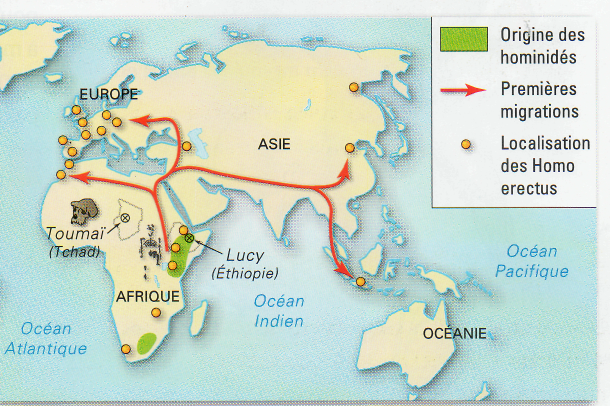 Origine des
hominidés
Premières
migrations
Localisation
des Homo
erectus
EUROPE
ASIE
Toumaï
(Tchad)
Lucy
(Éthiopie)
AFRIQUE
Océan
Atlantique
Océan
Indien
Océan
Pacifique
OCÉANIE